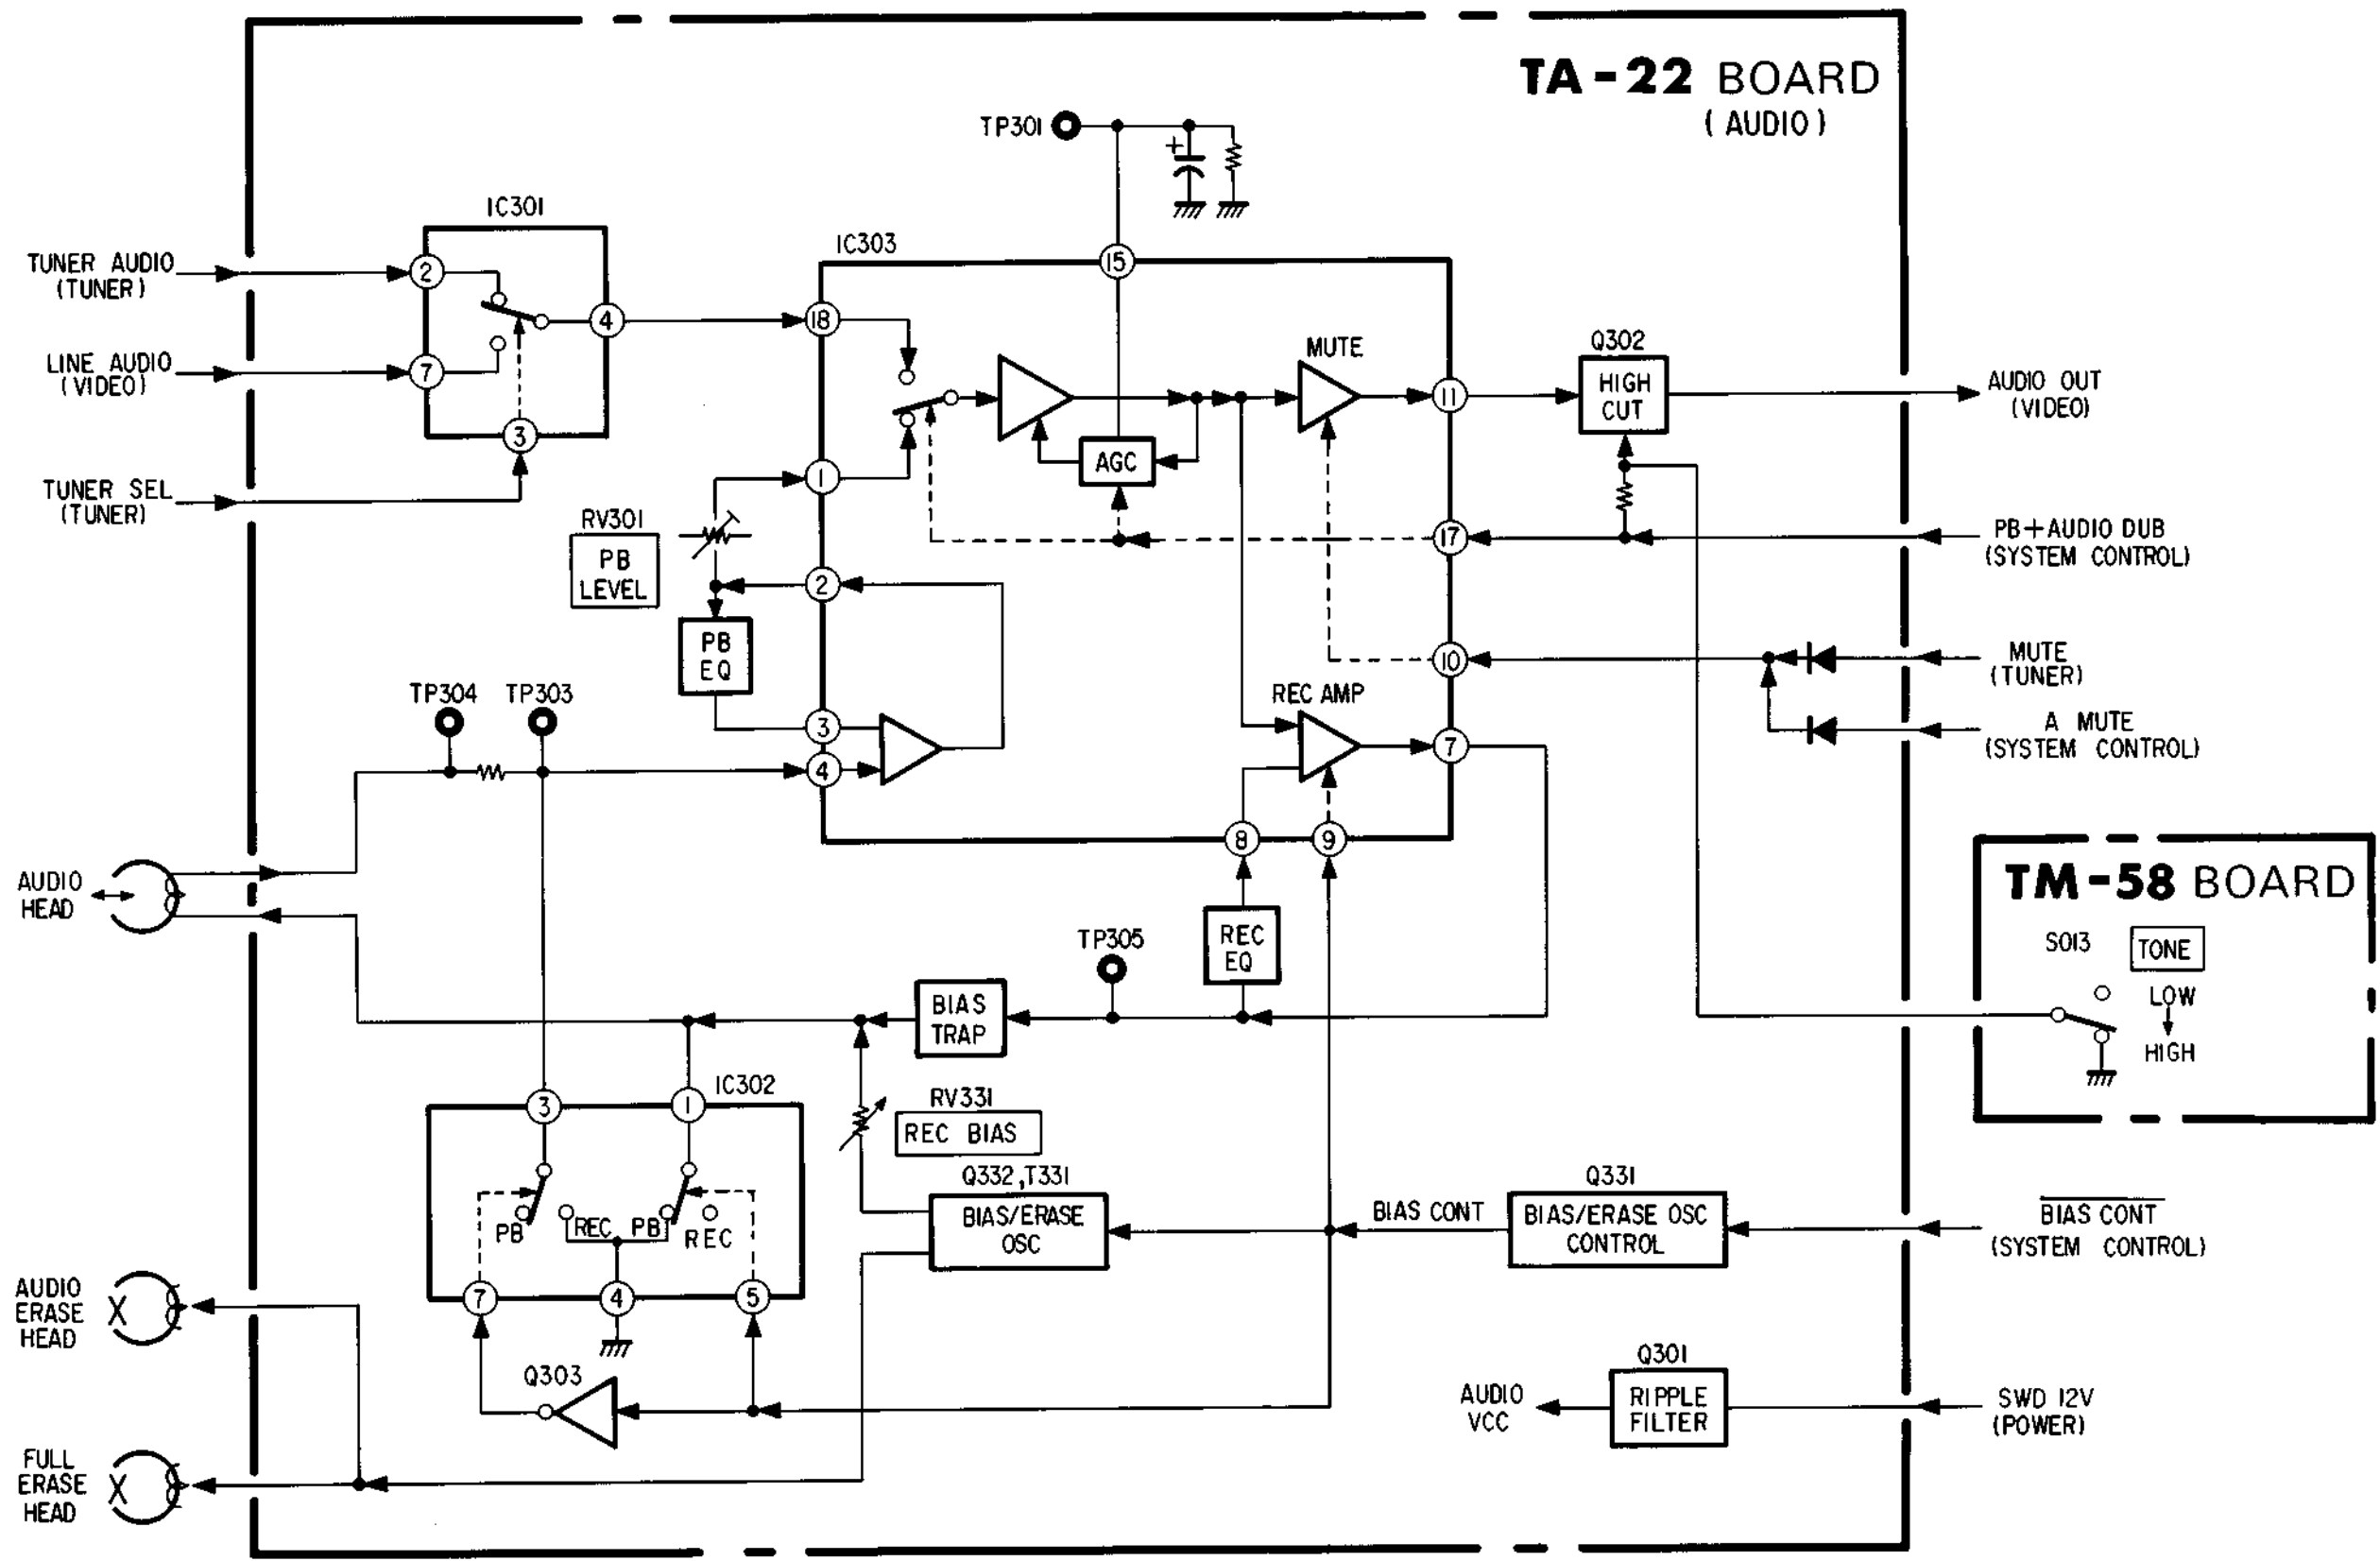 TA-22 BOARD
(AUDIO)
TP301
+
IC301
TUNER AUDIO
(TUNER)
2
4
LINE AUDIO
(VIDEO)
7
3
TUNER SEL
(TUNER)
IC303
15
18
MUTE
11
Q302
HIGH
CUT
AUDIO OUT
(VIDEO)
AGC
1
RV301
PB
LEVEL
17
PB+AUDIO DUB
(SYSTEM CONTROL)
2
PB
EQ
10
MUTE
(TUNER)
TP304
TP303
3
4
REC AMP
7
A MUTE
(SYSTEM CONTROL)
8
9
AUDIO
HEAD
TM-58 BOARD
S013
TONE
LOW
HIGH
REC
EQ
TP305
BIAS
TRAP
IC302
3
1
RV331
REC BIAS
PB
REC
PB
REC
Q332,T331
BIAS/ERASE
OSC
BIAS CONT
Q331
BIAS/ERASE OSC
CONTROL
BIAS CONT
(SYSTEM CONTROL)
7
4
5
AUDIO
ERASE
HEAD
Q303
AUDIO
VCC
Q301
RIPPLE
FILTER
SWD 12V
(POWER)
FULL
ERASE
HEAD